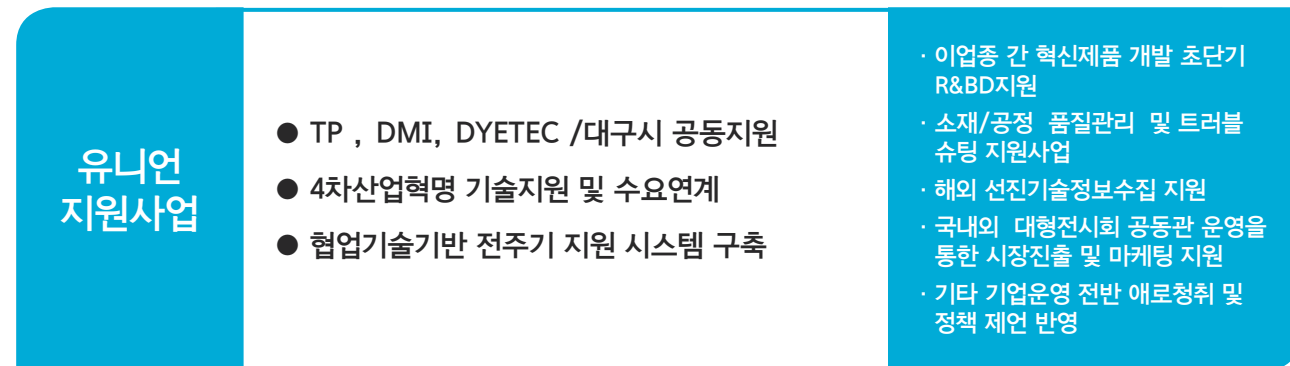 유니언
지원사업
● TP , DMI, DYETEC /대구시 공동지원
● 4차산업혁명 기술지원 및 수요연계
● 협업기술기반 전주기 지원 시스템 구축
· 이업종 간 혁신제품 개발 초단기
R&BD지원
· 소재/공정 품질관리 및 트러블
슈팅 지원사업
· 해외 선진기술정보수집 지원
· 국내외 대형전시회 공동관 운영을
통한 시장진출 및 마케팅 지원
· 기타 기업운영 전반 애로청취 및
정책 제언 반영